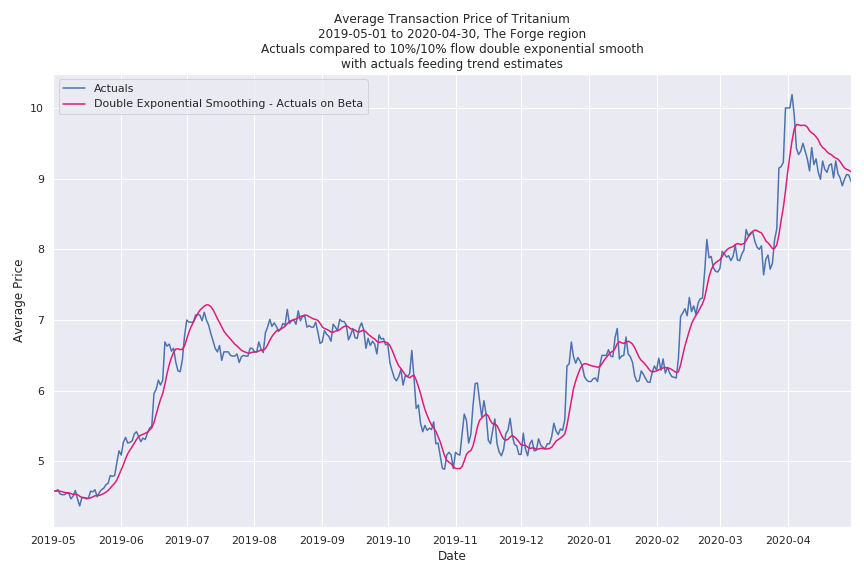 Average Transaction Price of Tritanium
2019-05-01 to 2020-04-30, The Forge region
Actuals compared to 10%/10% flow double exponential smooth
with actuals feeding trend estimates
Actuals
Double Exponential Smoothing - Actuals on Beta
10
9
8
7
6
5
Average Price
2019-05 2019-06 2019-07 2019-08 2019-09 2019-10 2019-11 2019-12 2020-01 2020-02 2020-03 2020-04
Date